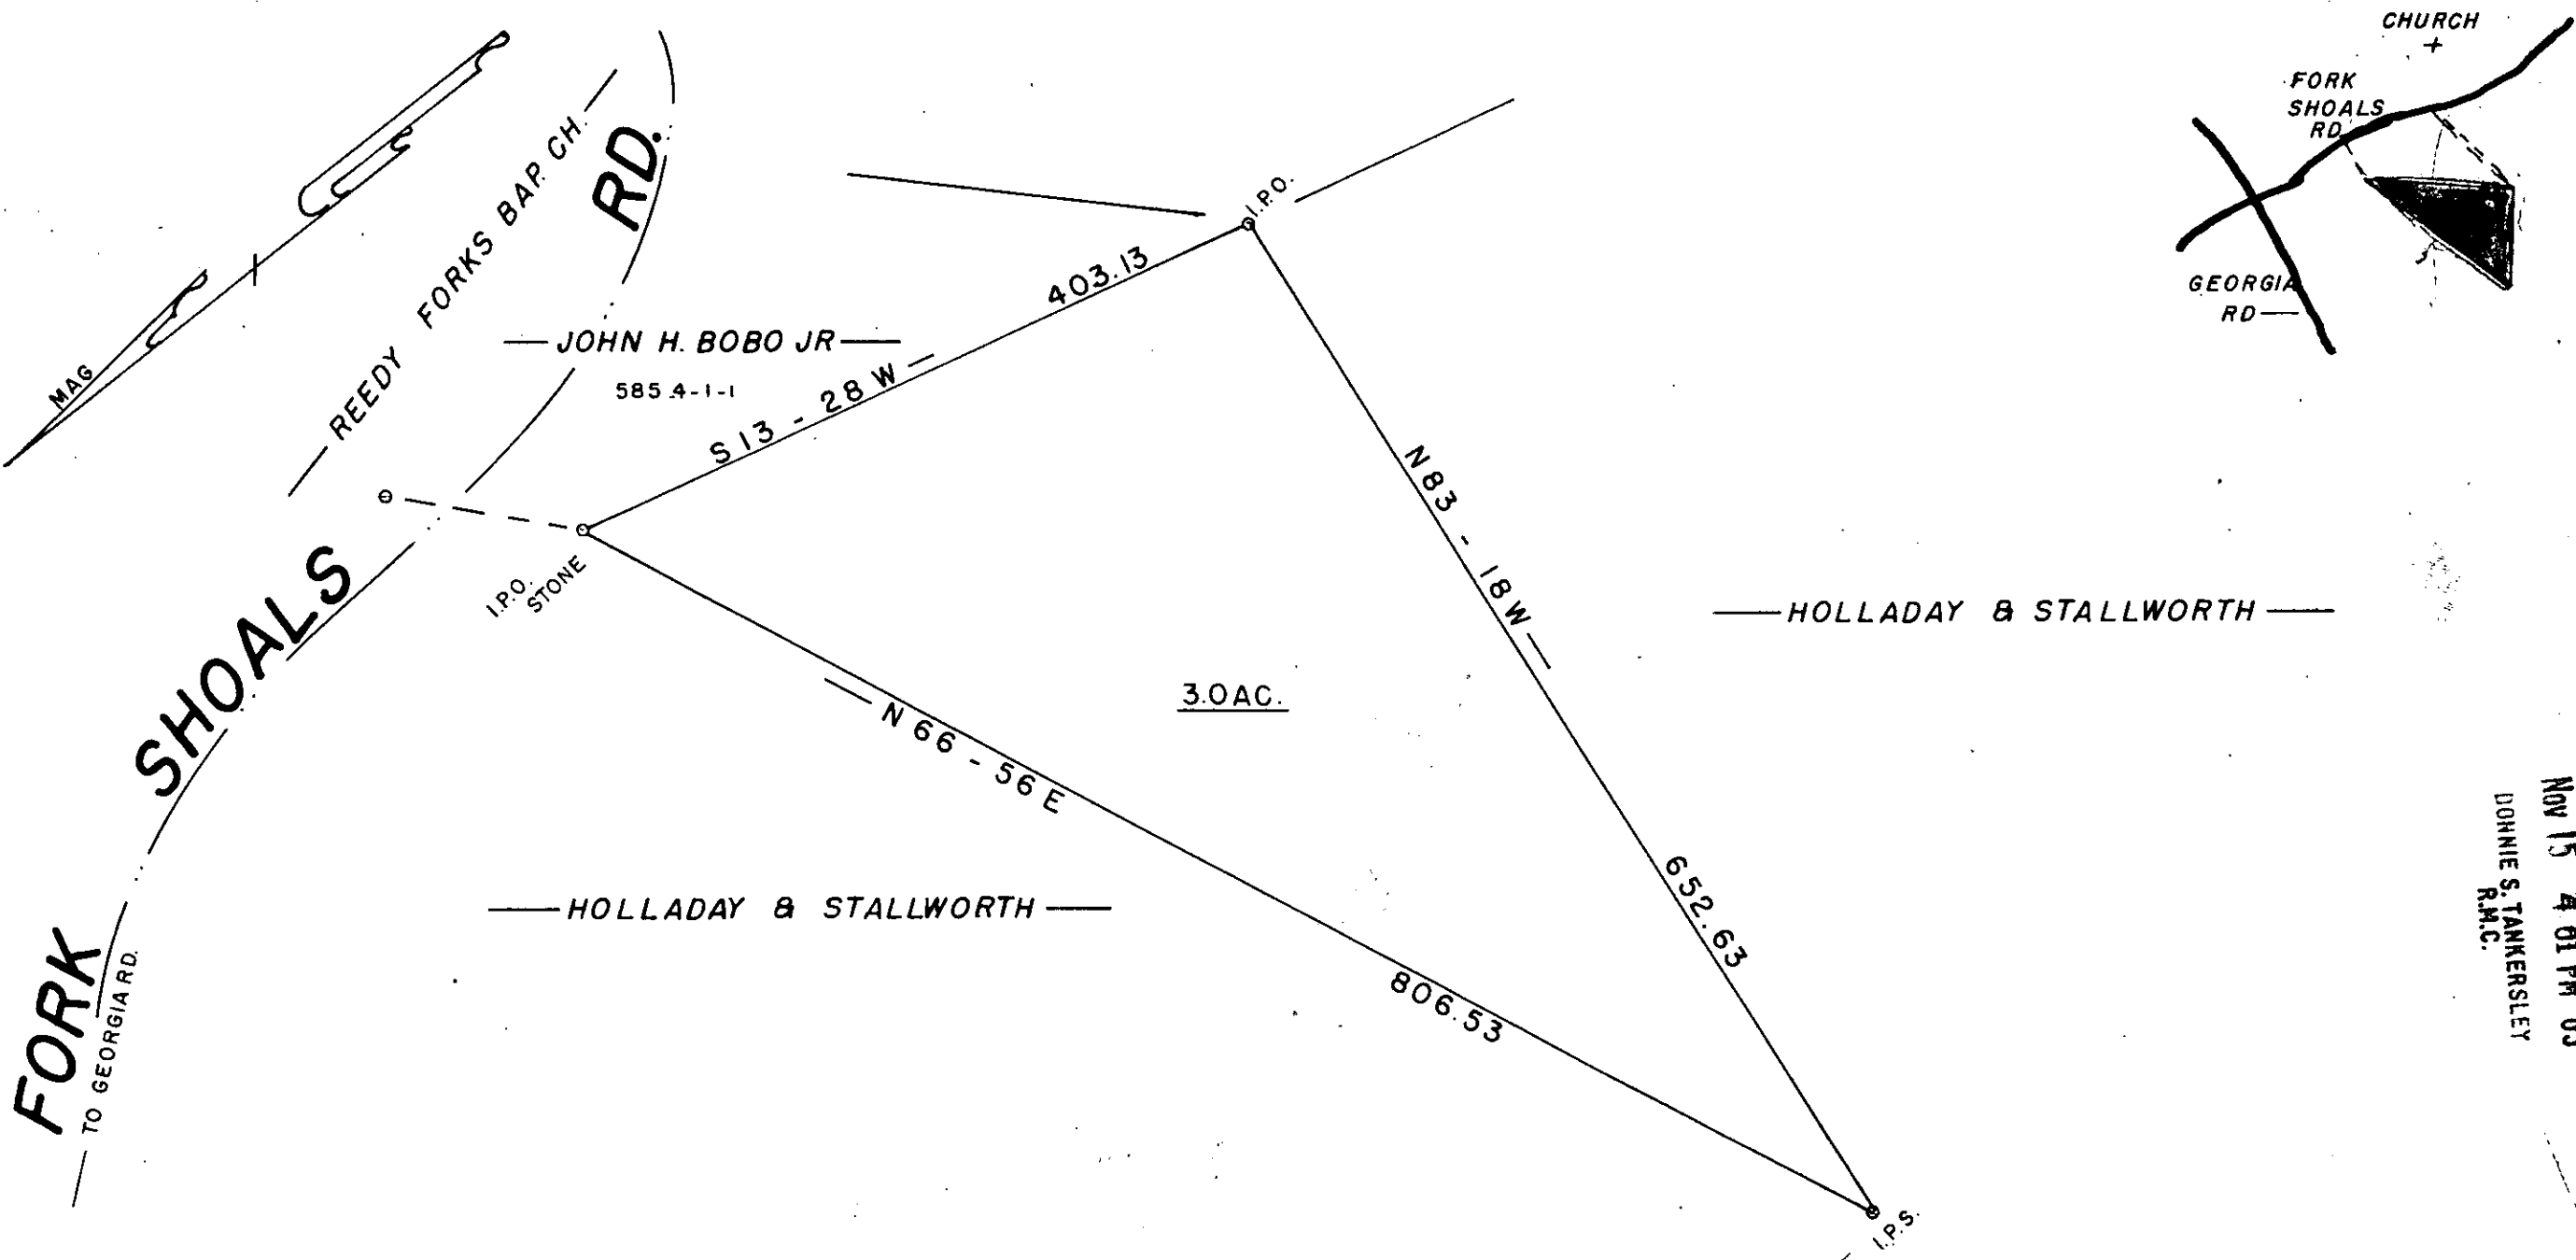 CHURCH
FORK
SHOALS
RD
GEORGIA
RD
MAG
REEDY FORKS BAP. CH.
FORK SHOALS RD.
TO GEORGIA RD.
JOHN H. BOBO JR
585.4-1-1
I.P.O.
403.13
S 13 - 28 W
I.P.O.
STONE
N 83 - 18 W
652.63
HOLLADAY & STALLWORTH
3.0 AC.
N 66 - 56 E
806.53
HOLLADAY & STALLWORTH
I.P.S.
NOV 15 4 01 PM
DONNIE S. TANKERSLEY
R.M.C.